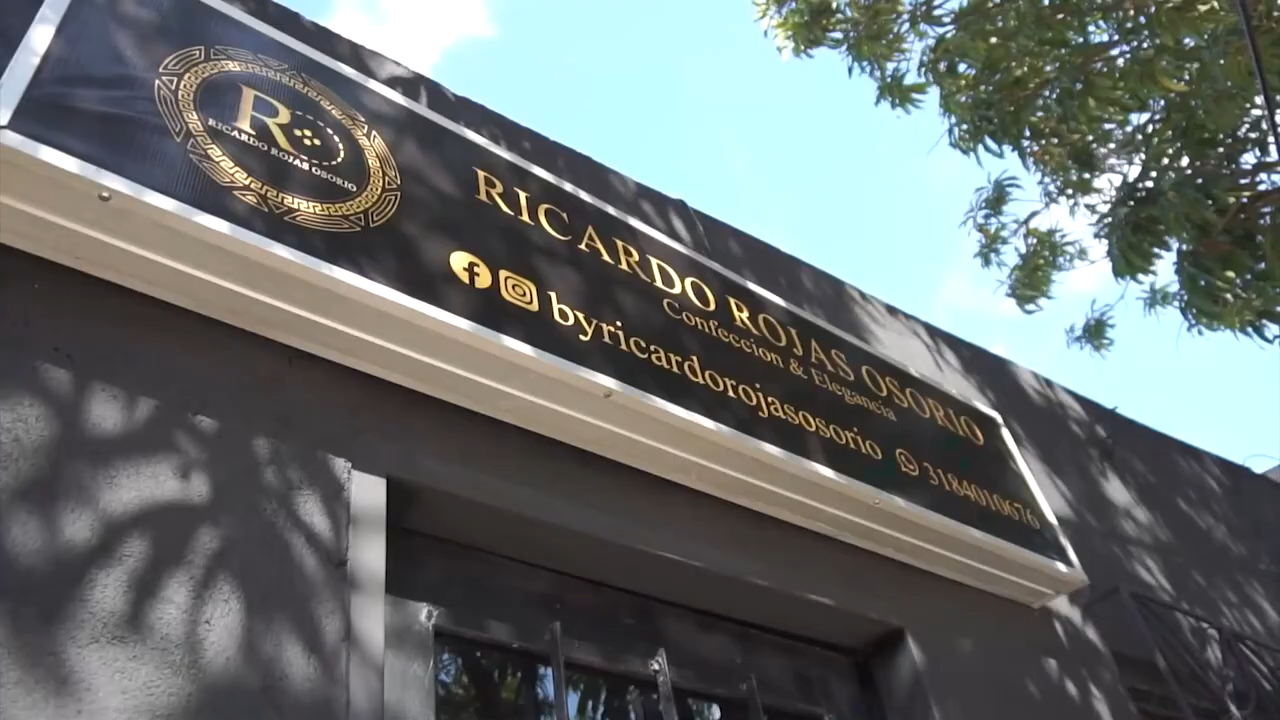 R
RICARDO ROJAS OSORIO
RICARDO ROJAS OSORIO
Confeccion & Elegancia
byricardorojasosorio
3184010676